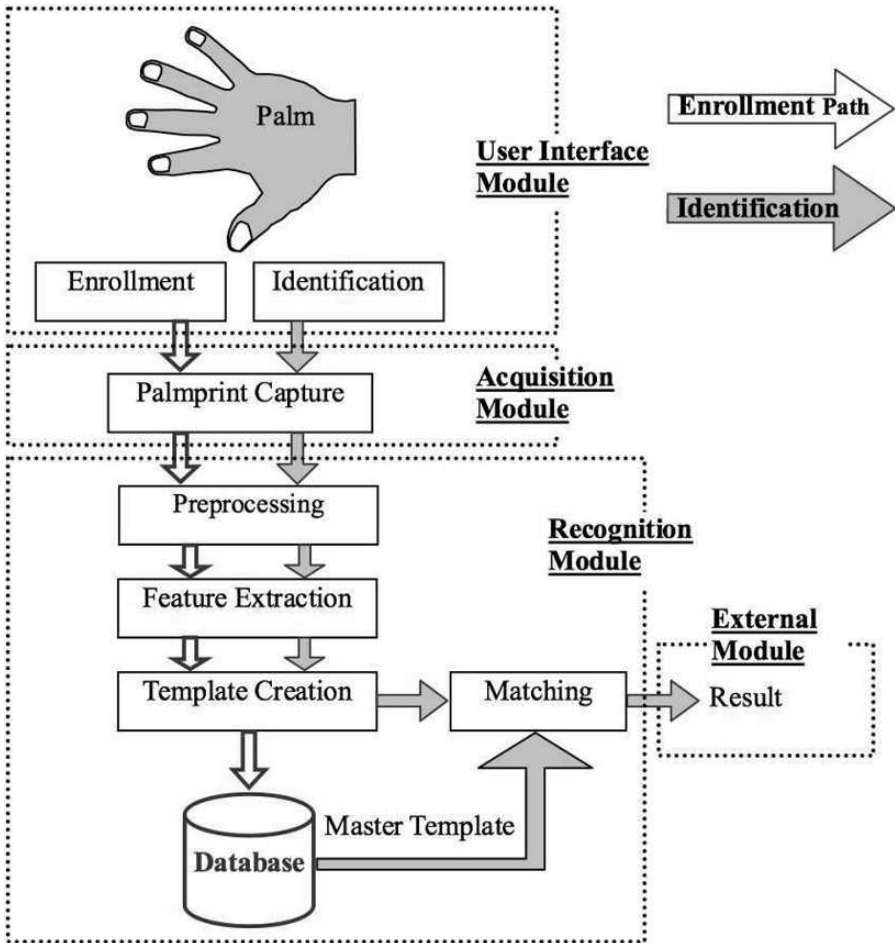 Palm
Enrollment Path
User Interface
Module
Identification
Enrollment
Identification
Palmprint Capture
Acquisition
Module
Preprocessing
Recognition
Module
Feature Extraction
External
Module
Template Creation
Matching
Result
Master Template
Database